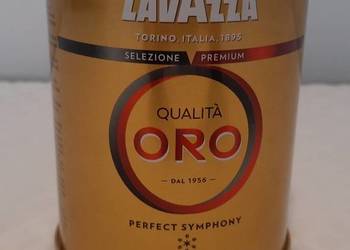 LAVAZZA
TORINO, ITALIA, 1895
SELEZIONE PREMIUM
QUALITÀ
ORO
— DAL 1956 —
PERFECT SYMPHONY